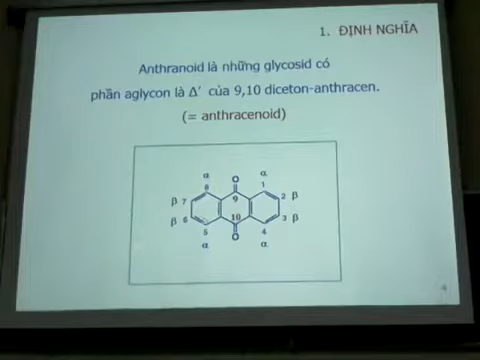 1. ĐỊNH NGHĨA
Anthranoid là những glycosid có
phần aglycon là Δ' của 9,10 diceton-anthracen.
(= anthracenoid)
α α
8 O 1
β 7 9 2 β
β 6 10 3 β
5 O 4
α α
4